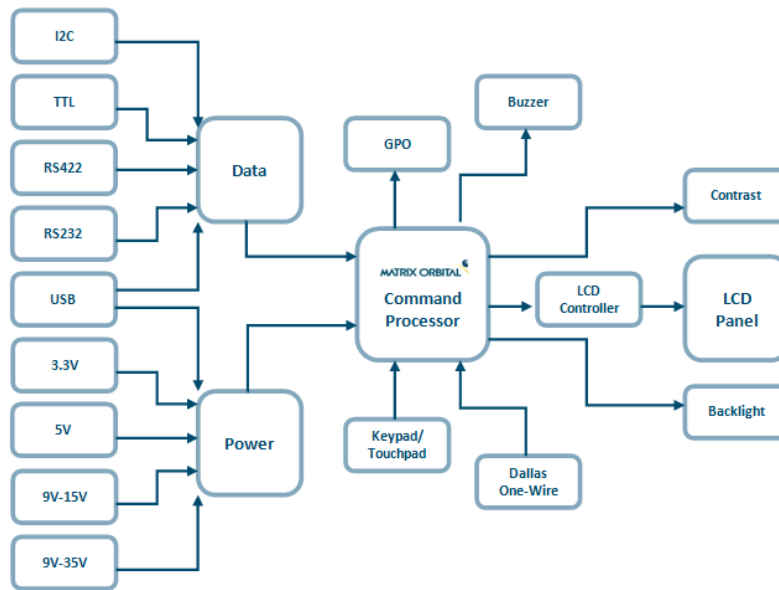 I2C
TTL
RS422
RS232
USB
3.3V
5V
9V-15V
9V-35V
Data
Power
GPO
Buzzer
MATRIX ORBITAL
Command
Processor
Keypad/
Touchpad
Dallas
One-Wire
Contrast
LCD
Controller
LCD
Panel
Backlight